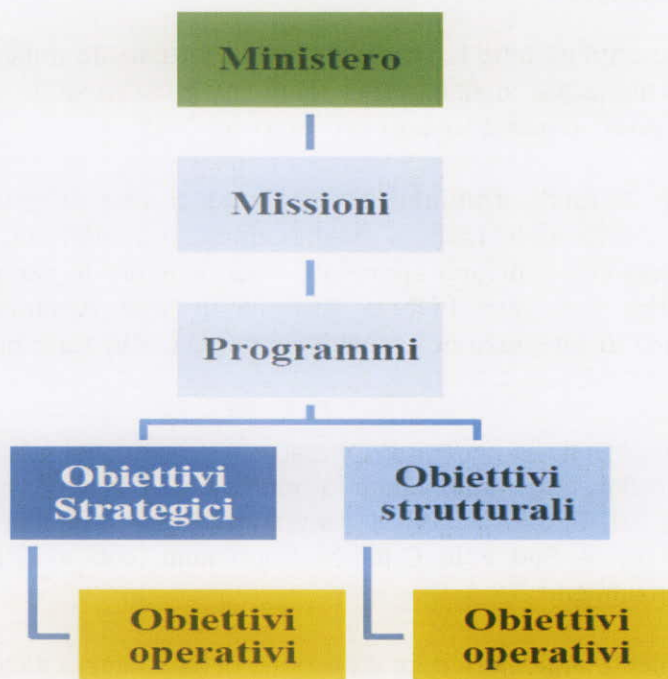 Ministero
Missioni
Programmi
Obiettivi
Strategici
Obiettivi
strutturali
Obiettivi
operativi
Obiettivi
operativi